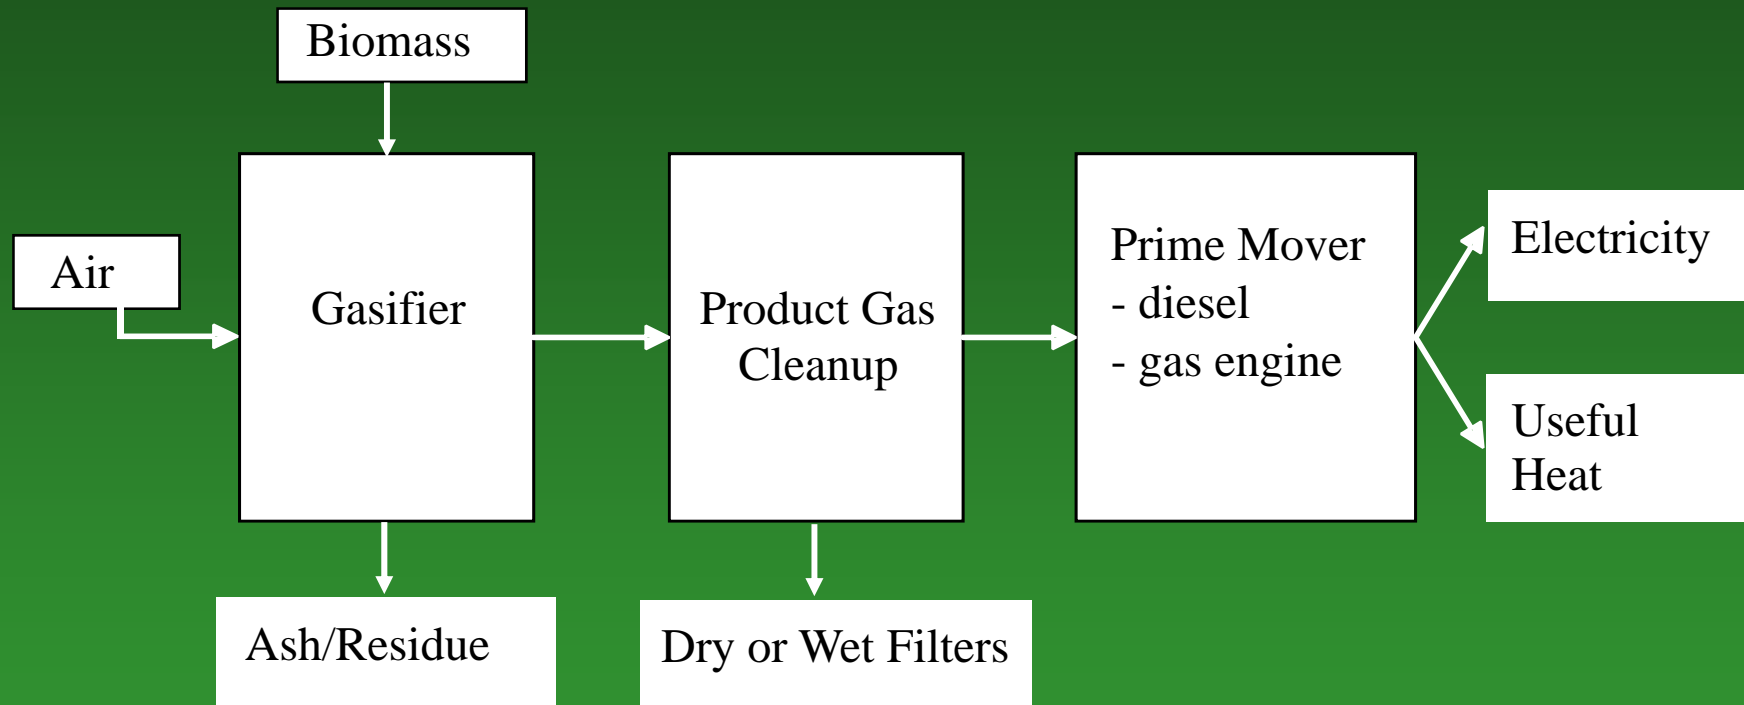 Biomass
Air
Gasifier
Product Gas
Cleanup
Prime Mover
- diesel
- gas engine
Electricity
Useful
Heat
Ash/Residue
Dry or Wet Filters